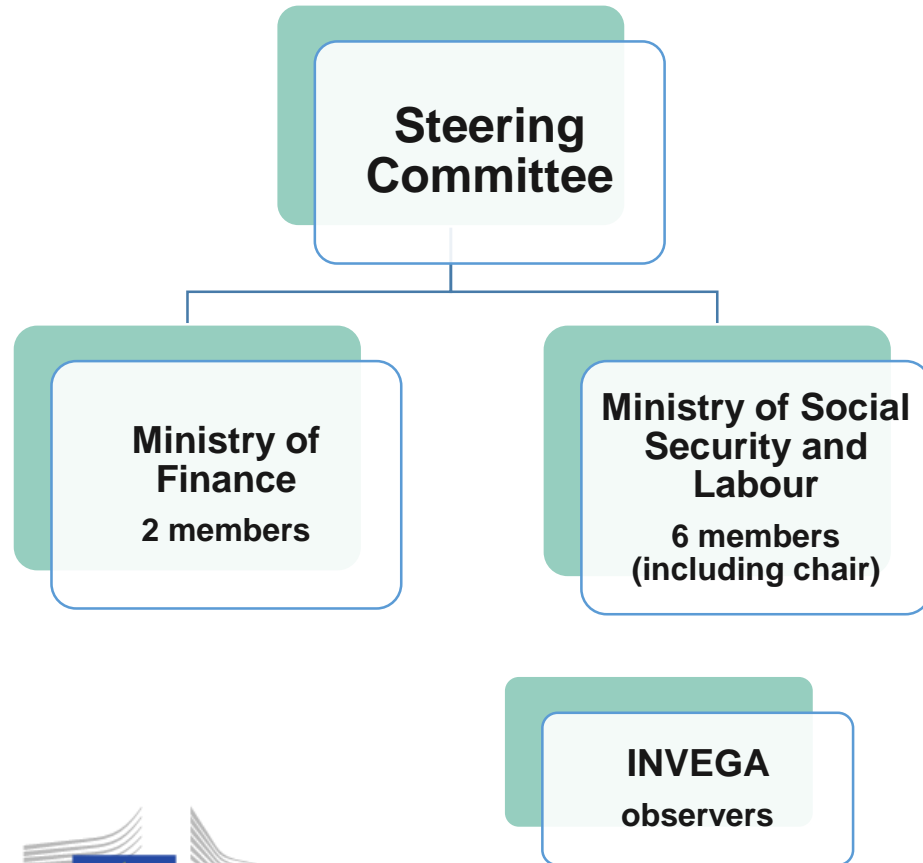 Steering
Committee
Ministry of
Finance
2 members
Ministry of Social
Security and
Labour
6 members
(including chair)
INVEGA
observers